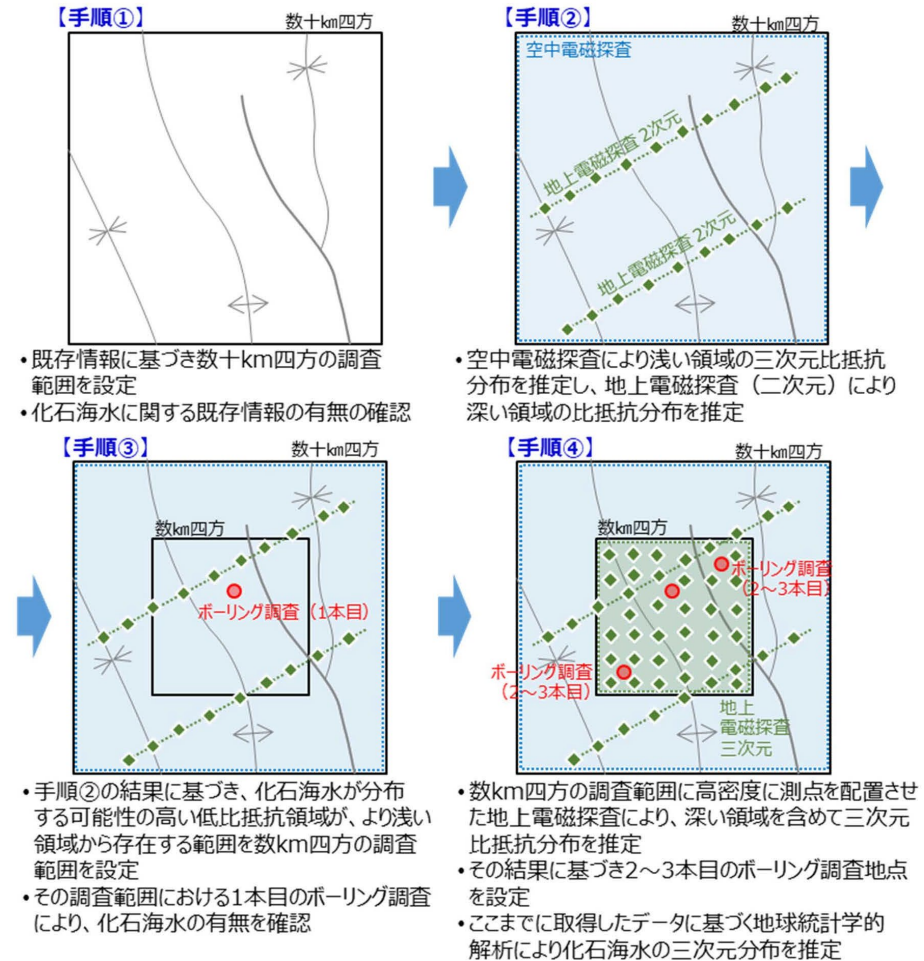 【手順①】
数十km四方
・既存情報に基づき数十km四方の調査
範囲を設定
・化石海水に関する既存情報の有無の確認
【手順②】
数十km四方
空中電磁探査
地上電磁探査 2次元
地上電磁探査 2次元
・空中電磁探査により浅い領域の三次元比抵抗
分布を推定し、地上電磁探査（二次元）により
深い領域の比抵抗分布を推定
【手順③】
数十km四方
数km四方
ボーリング調査（1本目）
・手順②の結果に基づき、化石海水が分布
する可能性の高い低比抵抗領域が、より浅い
領域から存在する範囲を数km四方の調査
範囲を設定
・その調査範囲における1本目のボーリング調査
により、化石海水の有無を確認
【手順④】
数十km四方
数km四方
ボーリング調査
（2～3本目）
ボーリング調査
（2～3本目）
地上
電磁探査
三次元
・数km四方の調査範囲に高密度に測点を配置させ
た地上電磁探査により、深い領域を含めて三次元
比抵抗分布を推定
・その結果に基づき2～3本目のボーリング調査地点
を設定
・ここまでに取得したデータに基づく地球統計学的
解析により化石海水の三次元分布を推定